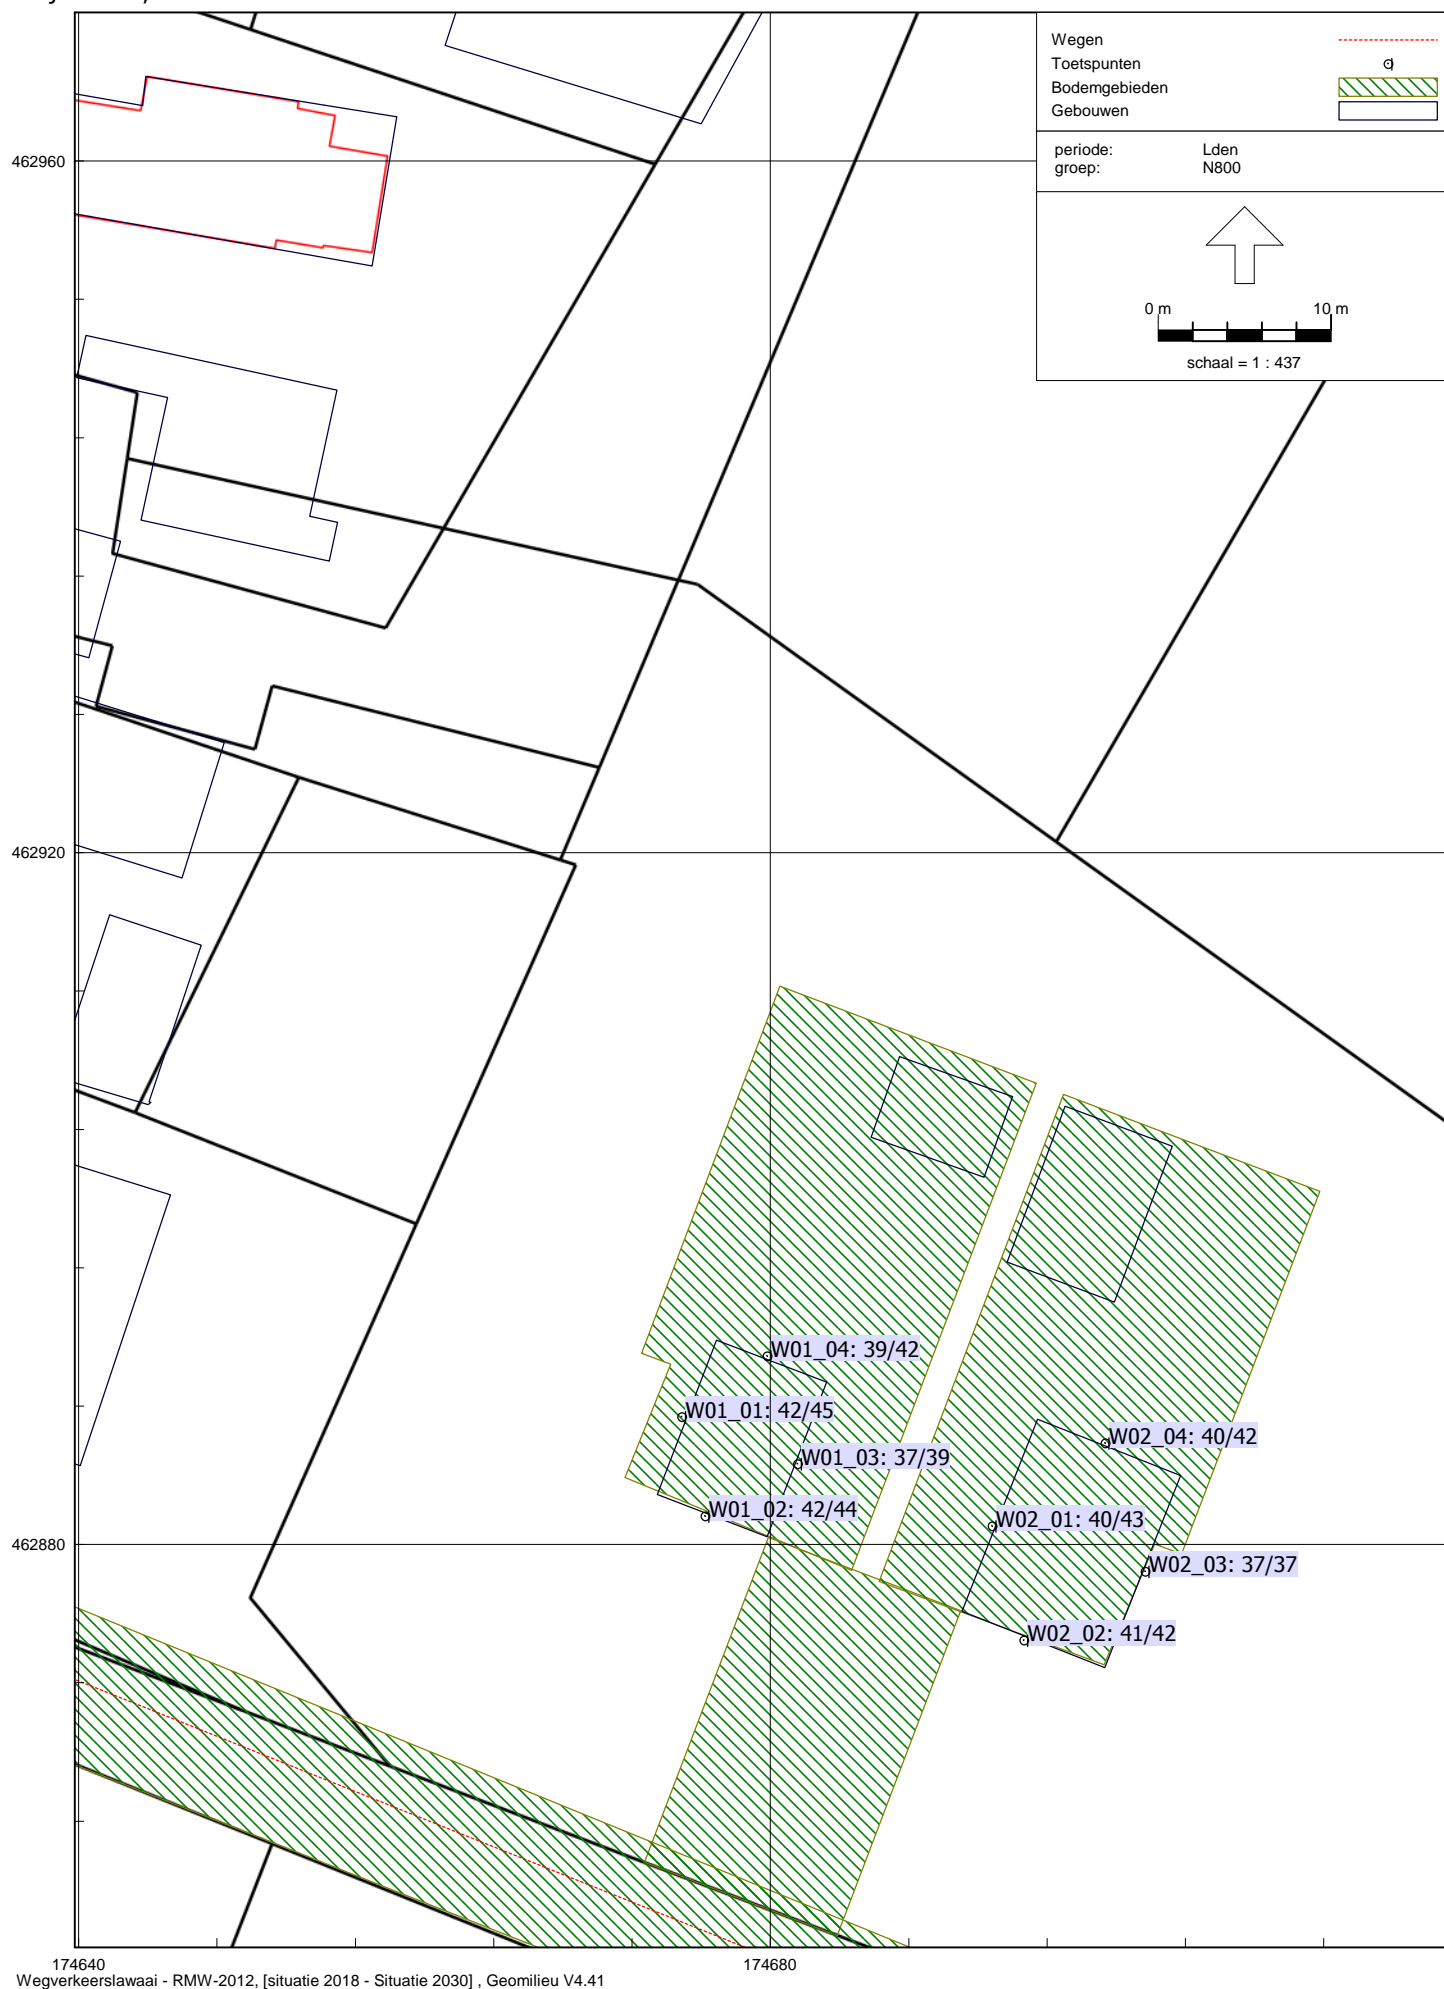 Wegen
Toetspunten
Bodemgebieden
Gebouwen
periode: Lden
groep: N800
0 m 10 m
schaal = 1 : 437
462960
462920
W01_04: 39/42
W01_01: 42/45
W02_04: 40/42
W01_03: 37/39
W01_02: 42/44
W02_01: 40/43
462880
W02_03: 37/37
W02_02: 41/42
174640 174680
Wegverkeerslawaai - RMW-2012, [situatie 2018 - Situatie 2030] , Geomilieu V4.41